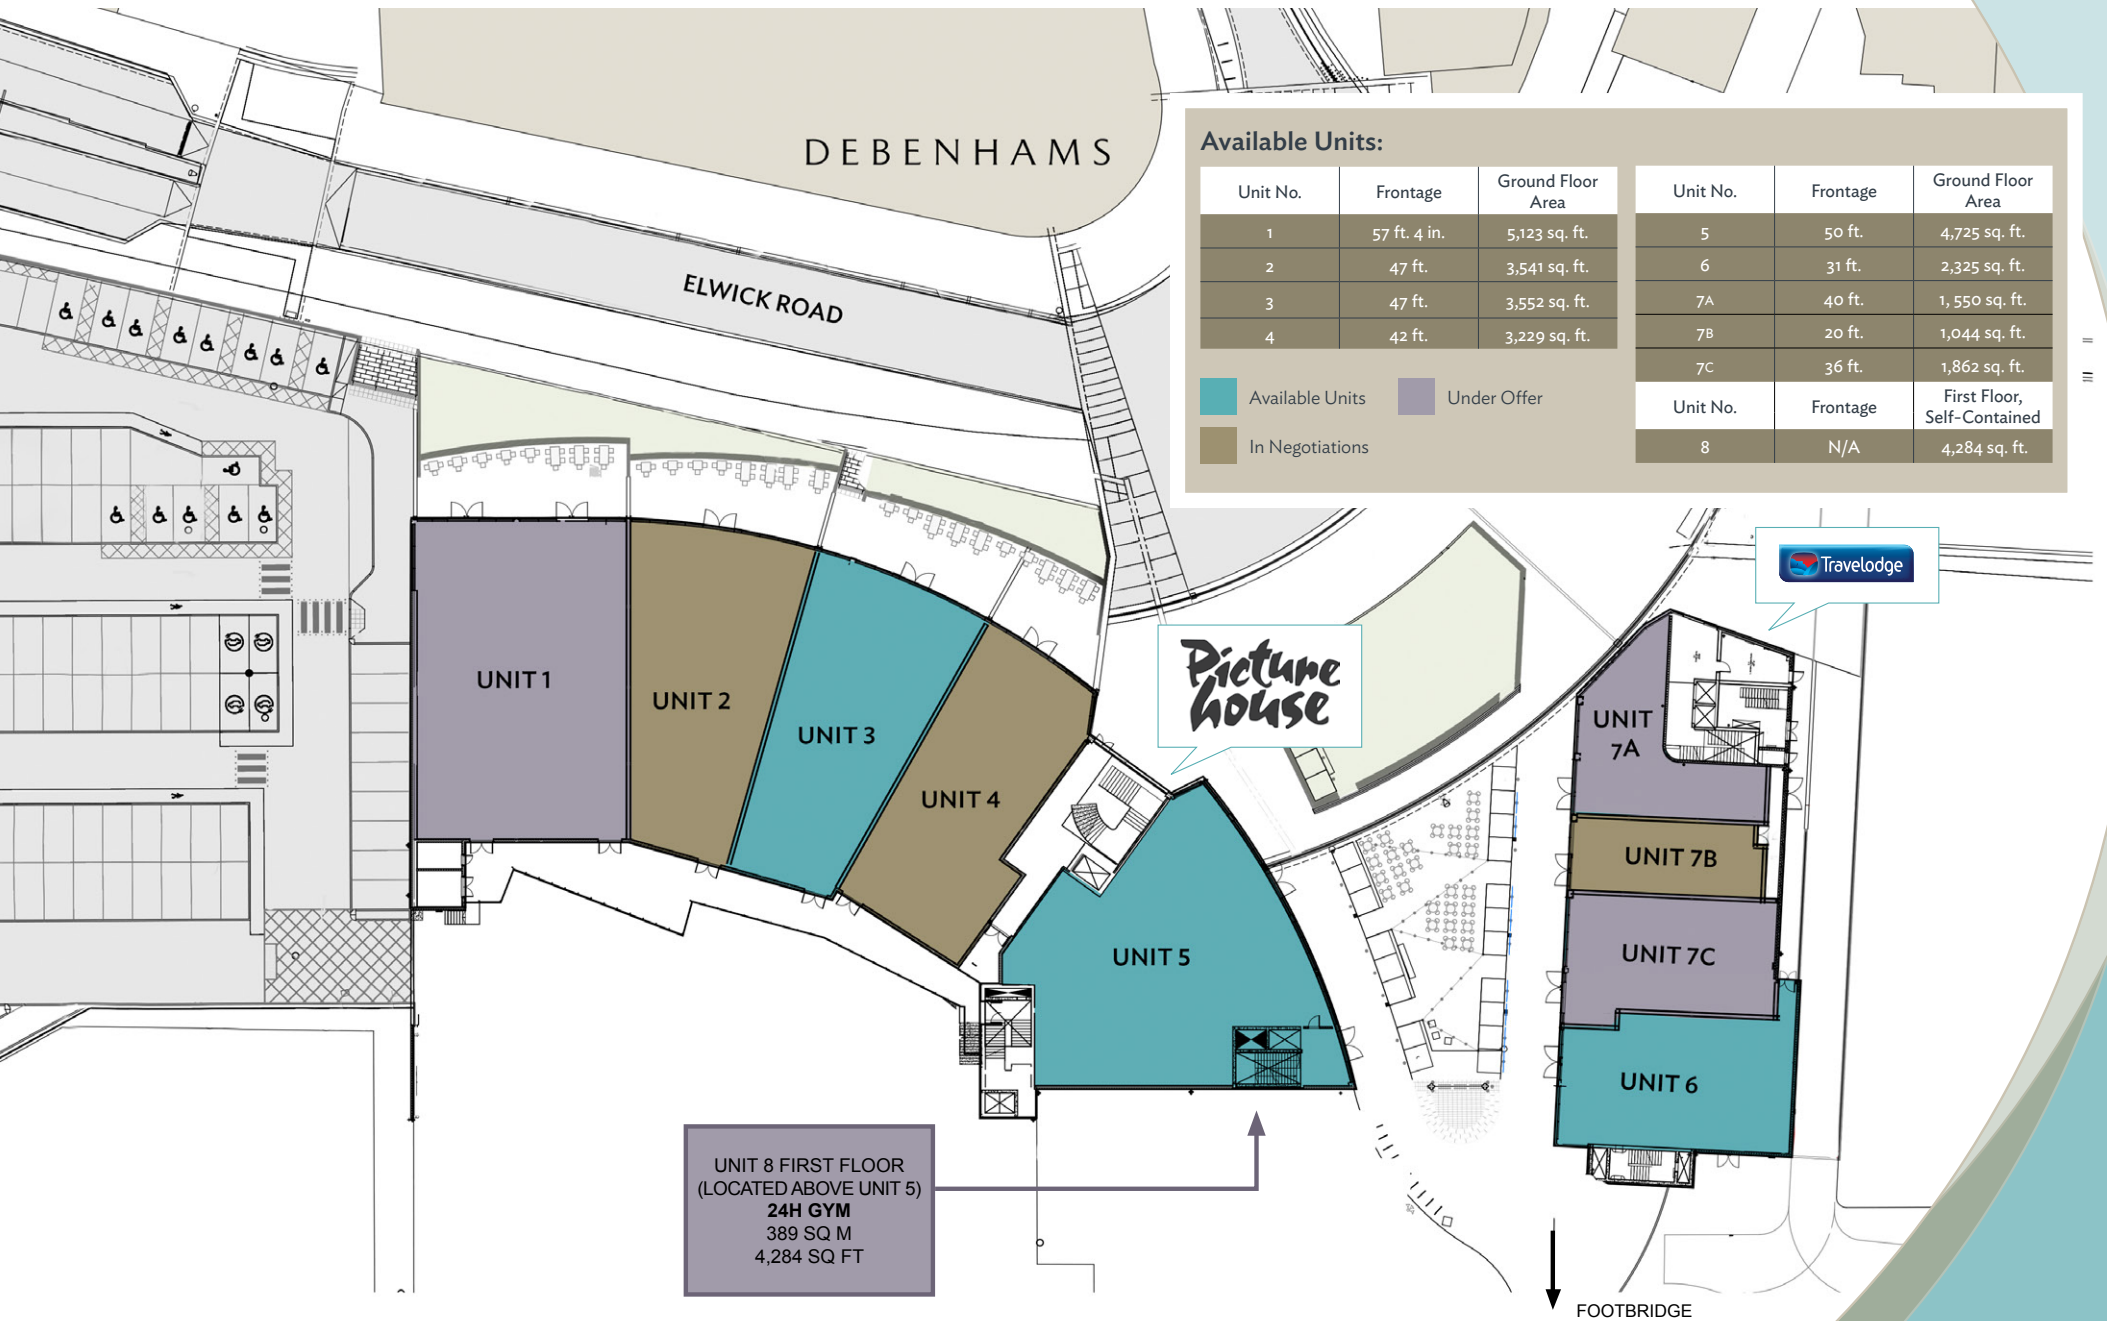 DEBENHAMS
ELWICK ROAD
Available Units:
Unit No. Frontage Ground Floor Area
1 57 ft. 4 in. 5,123 sq. ft.
2 47 ft. 3,541 sq. ft.
3 47 ft. 3,552 sq. ft.
4 42 ft. 3,229 sq. ft.
Unit No. Frontage Ground Floor Area
5 50 ft. 4,725 sq. ft.
6 31 ft. 2,325 sq. ft.
7A 40 ft. 1, 550 sq. ft.
7B 20 ft. 1,044 sq. ft.
7C 36 ft. 1,862 sq. ft.
Unit No. Frontage First Floor, Self-Contained
8 N/A 4,284 sq. ft.
Available Units
Under Offer
In Negotiations
Travelodge
Picture
house
UNIT 1
UNIT 2
UNIT 3
UNIT 4
UNIT 5
UNIT
7A
UNIT 7B
UNIT 7C
UNIT 6
UNIT 8 FIRST FLOOR
(LOCATED ABOVE UNIT 5)
24H GYM
389 SQ M
4,284 SQ FT
FOOTBRIDGE